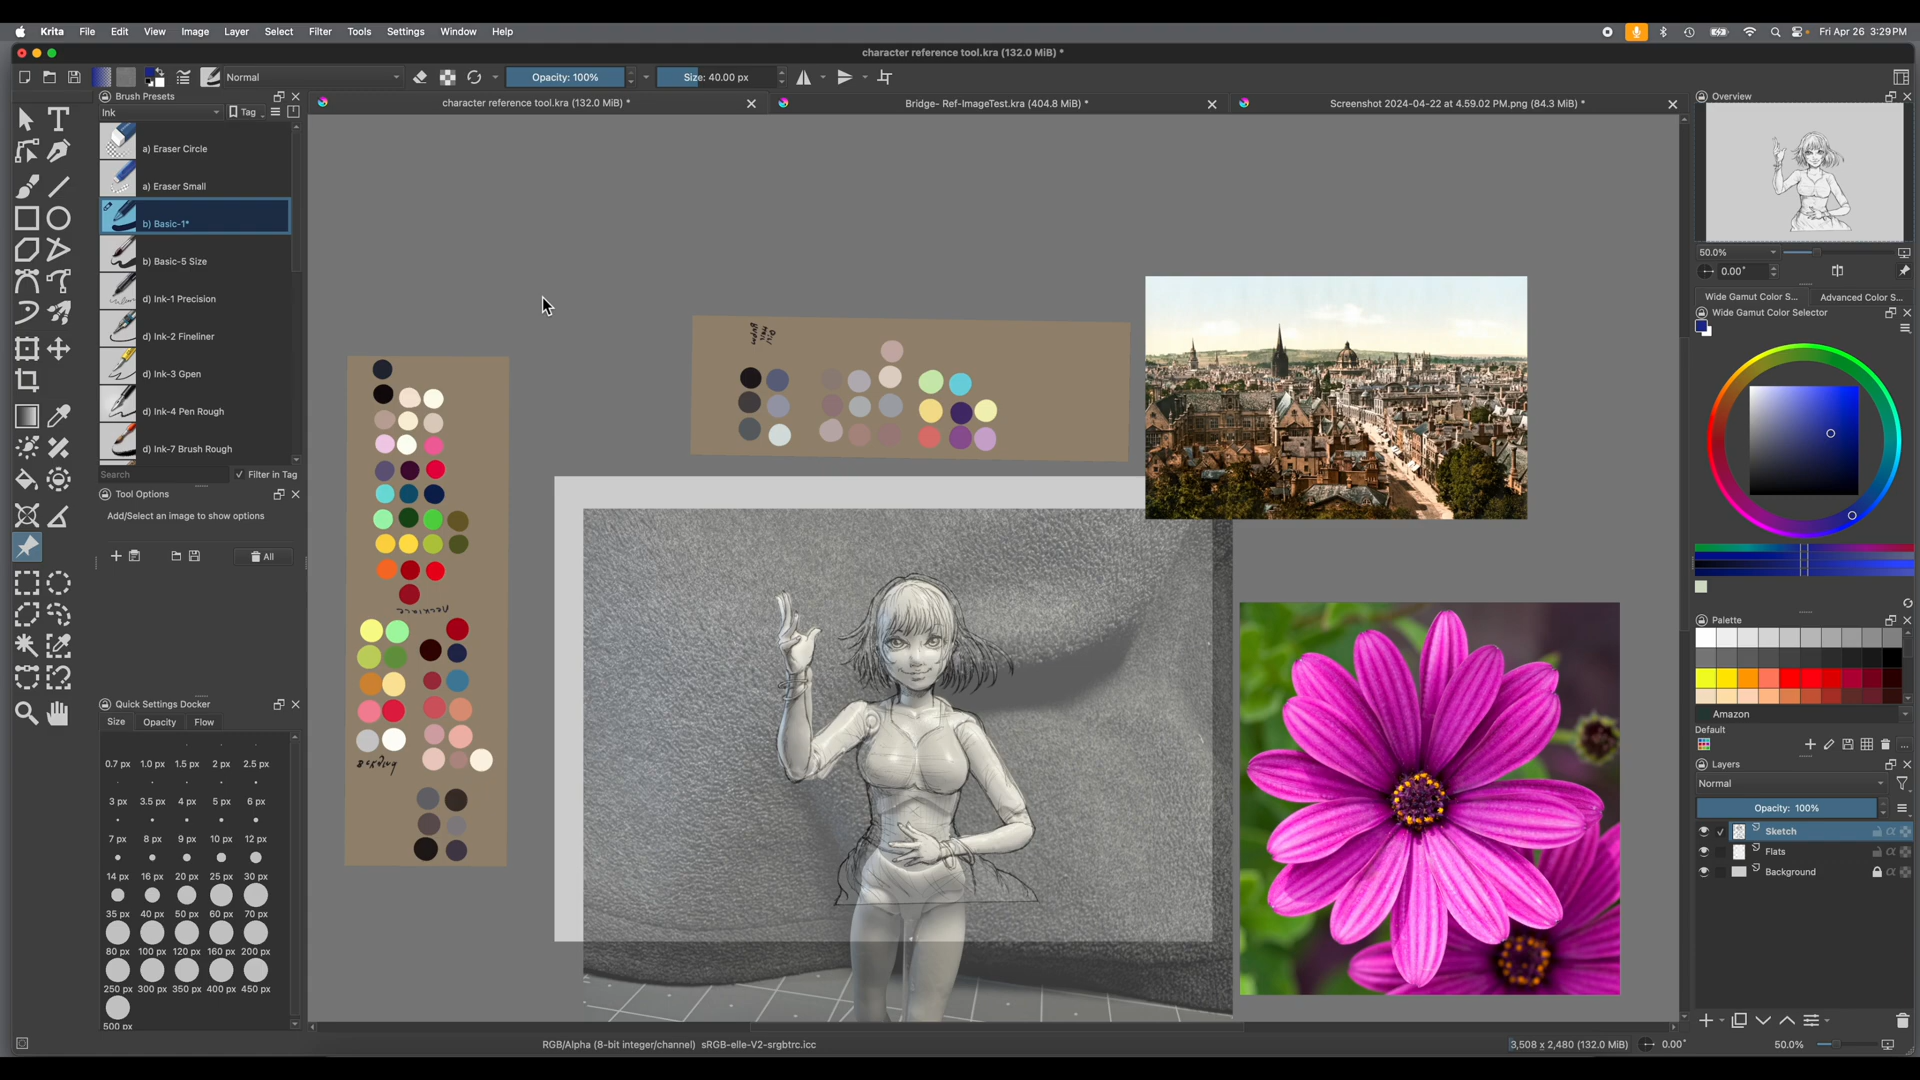 Krita File Edit View Image Layer Select Filter Tools Settings Window Help
Fri Apr 26 3:29PM
character reference tool.kra (132.0 MiB) *
Normal
Opacity: 100%
Size: 40.00 px
Brush Presets
Ink
Tag
a) Eraser Circle
a) Eraser Small
b) Basic-1*
b) Basic-5 Size
d) Ink-1 Precision
d) Ink-2 Fineliner
d) Ink-3 Gpen
d) Ink-4 Pen Rough
d) Ink-7 Brush Rough
Search
Filter in Tag
Tool Options
Add/Select an image to show options
All
Quick Settings Docker
Size Opacity Flow
0.7 px 1.0 px 1.5 px 2 px 2.5 px
3 px 3.5 px 4 px 5 px 6 px
7 px 8 px 9 px 10 px 12 px
14 px 16 px 20 px 25 px 30 px
35 px 40 px 50 px 60 px 70 px
80 px 100 px 120 px 160 px 200 px
250 px 300 px 350 px 400 px 450 px
500 px
character reference tool.kra (132.0 MiB) *
Bridge- Ref-ImageTest.kra (404.8 MiB) *
Screenshot 2024-04-22 at 4.59.02 PM.png (84.3 MiB) *
Necklace
RGB/Alpha (8-bit integer/channel) sRGB-elle-V2-srgbtrc.icc
3,508 x 2,480 (132.0 MiB)
0.00°
50.0%
Overview
50.0%
0.00°
Wide Gamut Color S...
Advanced Color S...
Wide Gamut Color Selector
Palette
Amazon
Default
...
Layers
Normal
Opacity: 100%
Sketch
Flats
Background